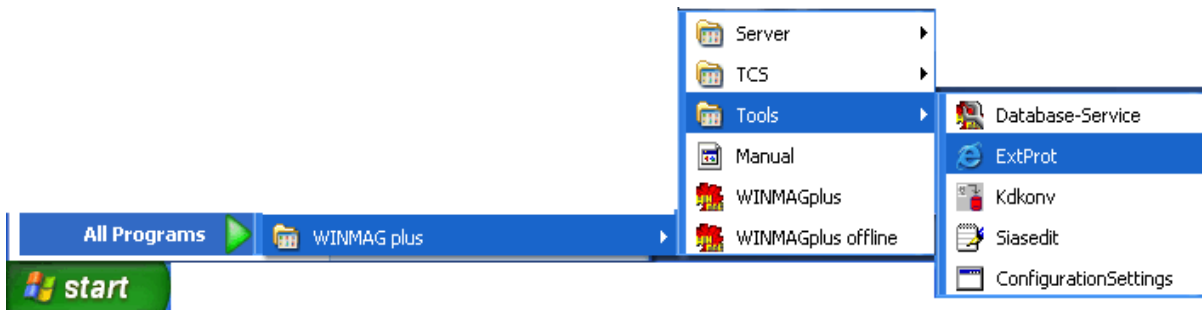 Server
TCS
Tools
Manual
WINMAGplus
WINMAGplus offline
Database-Service
ExtProt
Kdkonv
Siasedit
ConfigurationSettings
All Programs
WINMAG plus
start